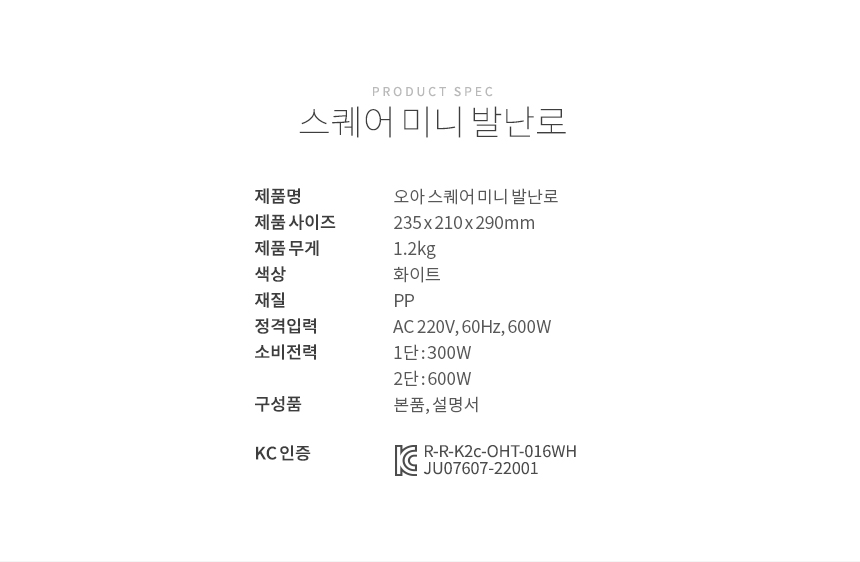 PRODUCT SPEC
스퀘어 미니 발난로
제품명 오아 스퀘어 미니 발난로
제품 사이즈 235 x 210 x 290mm
제품 무게 1.2kg
색상 화이트
재질 PP
정격입력 AC 220V, 60Hz, 600W
소비전력 1단 : 300W
2단 : 600W
구성품 본품, 설명서
KC 인증 R-R-K2c-OHT-016WH
JU07607-22001